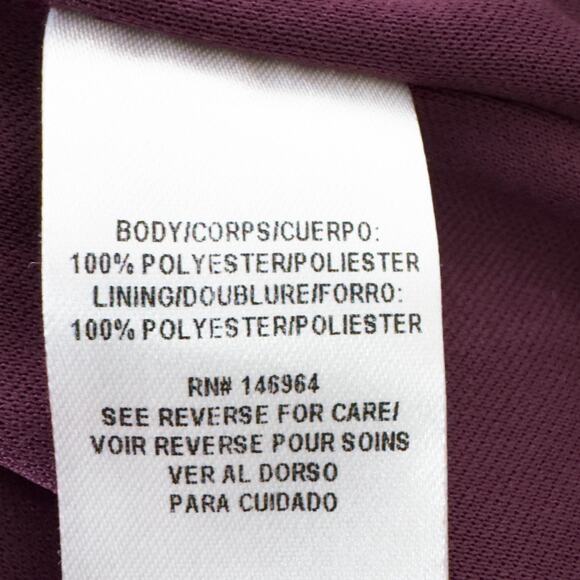 BODY/CORPS/CUERPO:
100% POLYESTER/POLIESTER
LINING/DOUBLURE/FORRO:
100% POLYESTER/POLIESTER
RN# 146964
SEE REVERSE FOR CARE/
VOIR REVERSE POUR SOINS
VER AL DORSO
PARA CUIDADO